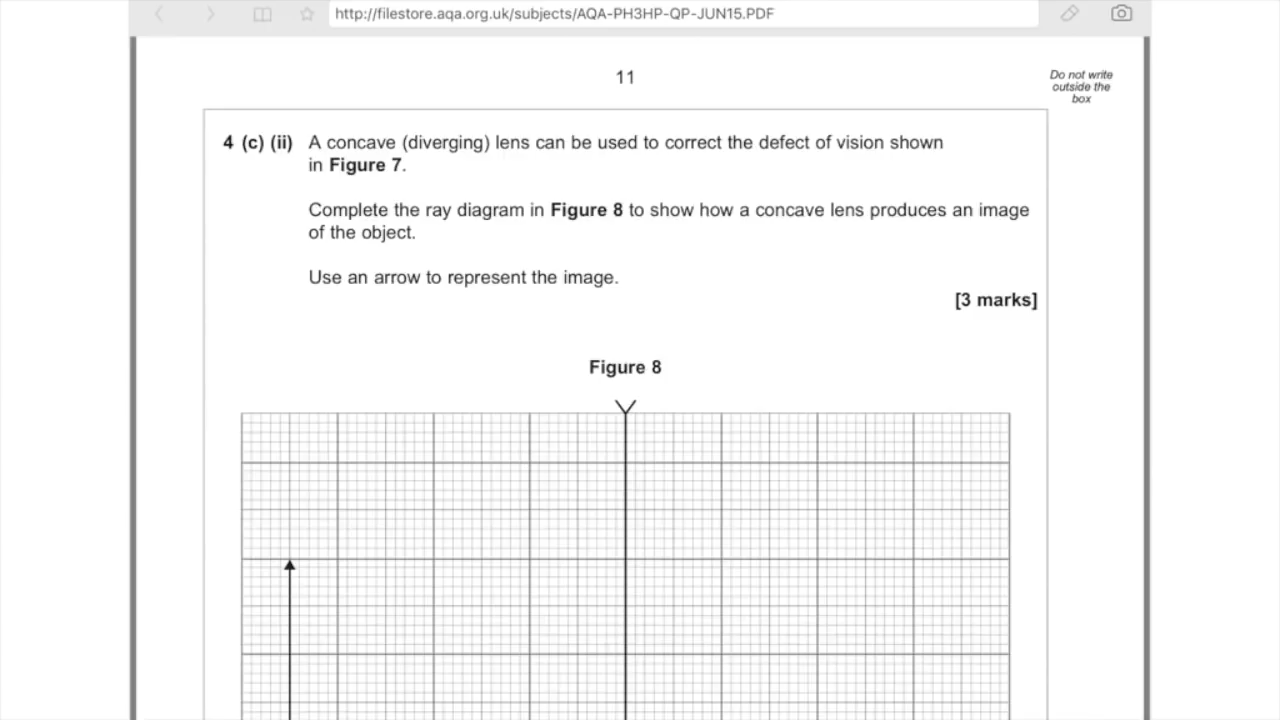 http://filestore.aqa.org.uk/subjects/AQA-PH3HP-QP-JUN15.PDF
11
Do not write
outside the
box
4 (c) (ii) A concave (diverging) lens can be used to correct the defect of vision shown
in Figure 7.
Complete the ray diagram in Figure 8 to show how a concave lens produces an image
of the object.
Use an arrow to represent the image.
[3 marks]
Figure 8